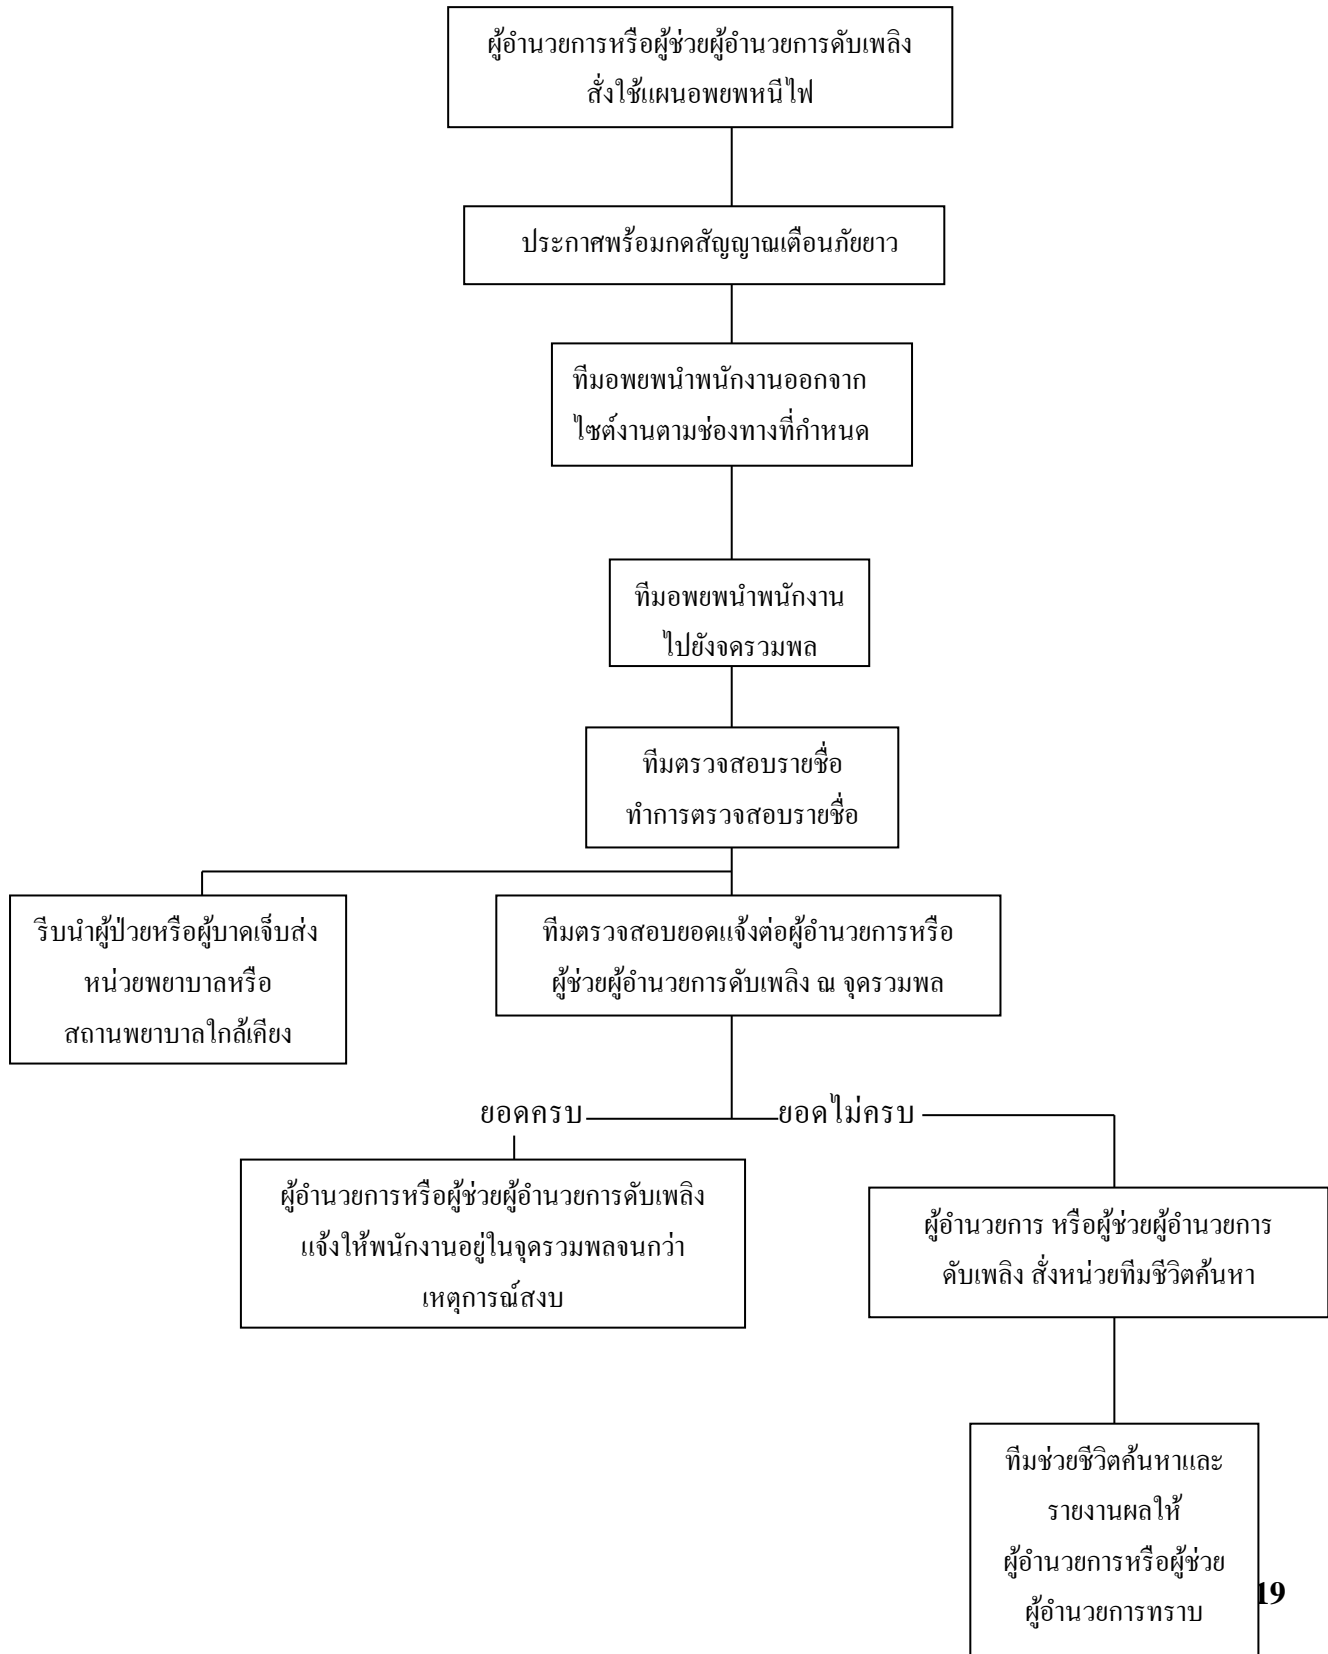 ผู้อำนวยการหรือผู้ช่วยผู้อำนวยการดับเพลิง
สั่งใช้แผนอพยพหนีไฟ
ประกาศพร้อมกดสัญญาณเตือนภัยยาว
ทีมอพยพนำพนักงานออกจาก
ไซต์งานตามช่องทางที่กำหนด
ทีมอพยพนำพนักงาน
ไปยังจดรวมพล
ทีมตรวจสอบรายชื่อ
ทำการตรวจสอบรายชื่อ
รีบนำผู้ป่วยหรือผู้บาดเจ็บส่ง
หน่วยพยาบาลหรือ
สถานพยาบาลใกล้เคียง
ทีมตรวจสอบยอดแจ้งต่อผู้อำนวยการหรือ
ผู้ช่วยผู้อำนวยการดับเพลิง ณ จุดรวมพล
ยอดครบ
ยอดไม่ครบ
ผู้อำนวยการหรือผู้ช่วยผู้อำนวยการดับเพลิง
แจ้งให้พนักงานอยู่ในจุดรวมพลจนกว่า
เหตุการณ์สงบ
ผู้อำนวยการ หรือผู้ช่วยผู้อำนวยการ
ดับเพลิง สั่งหน่วยทีมชีวิตค้นหา
ทีมช่วยชีวิตค้นหาและ
รายงานผลให้
ผู้อำนวยการหรือผู้ช่วย
ผู้อำนวยการทราบ
19